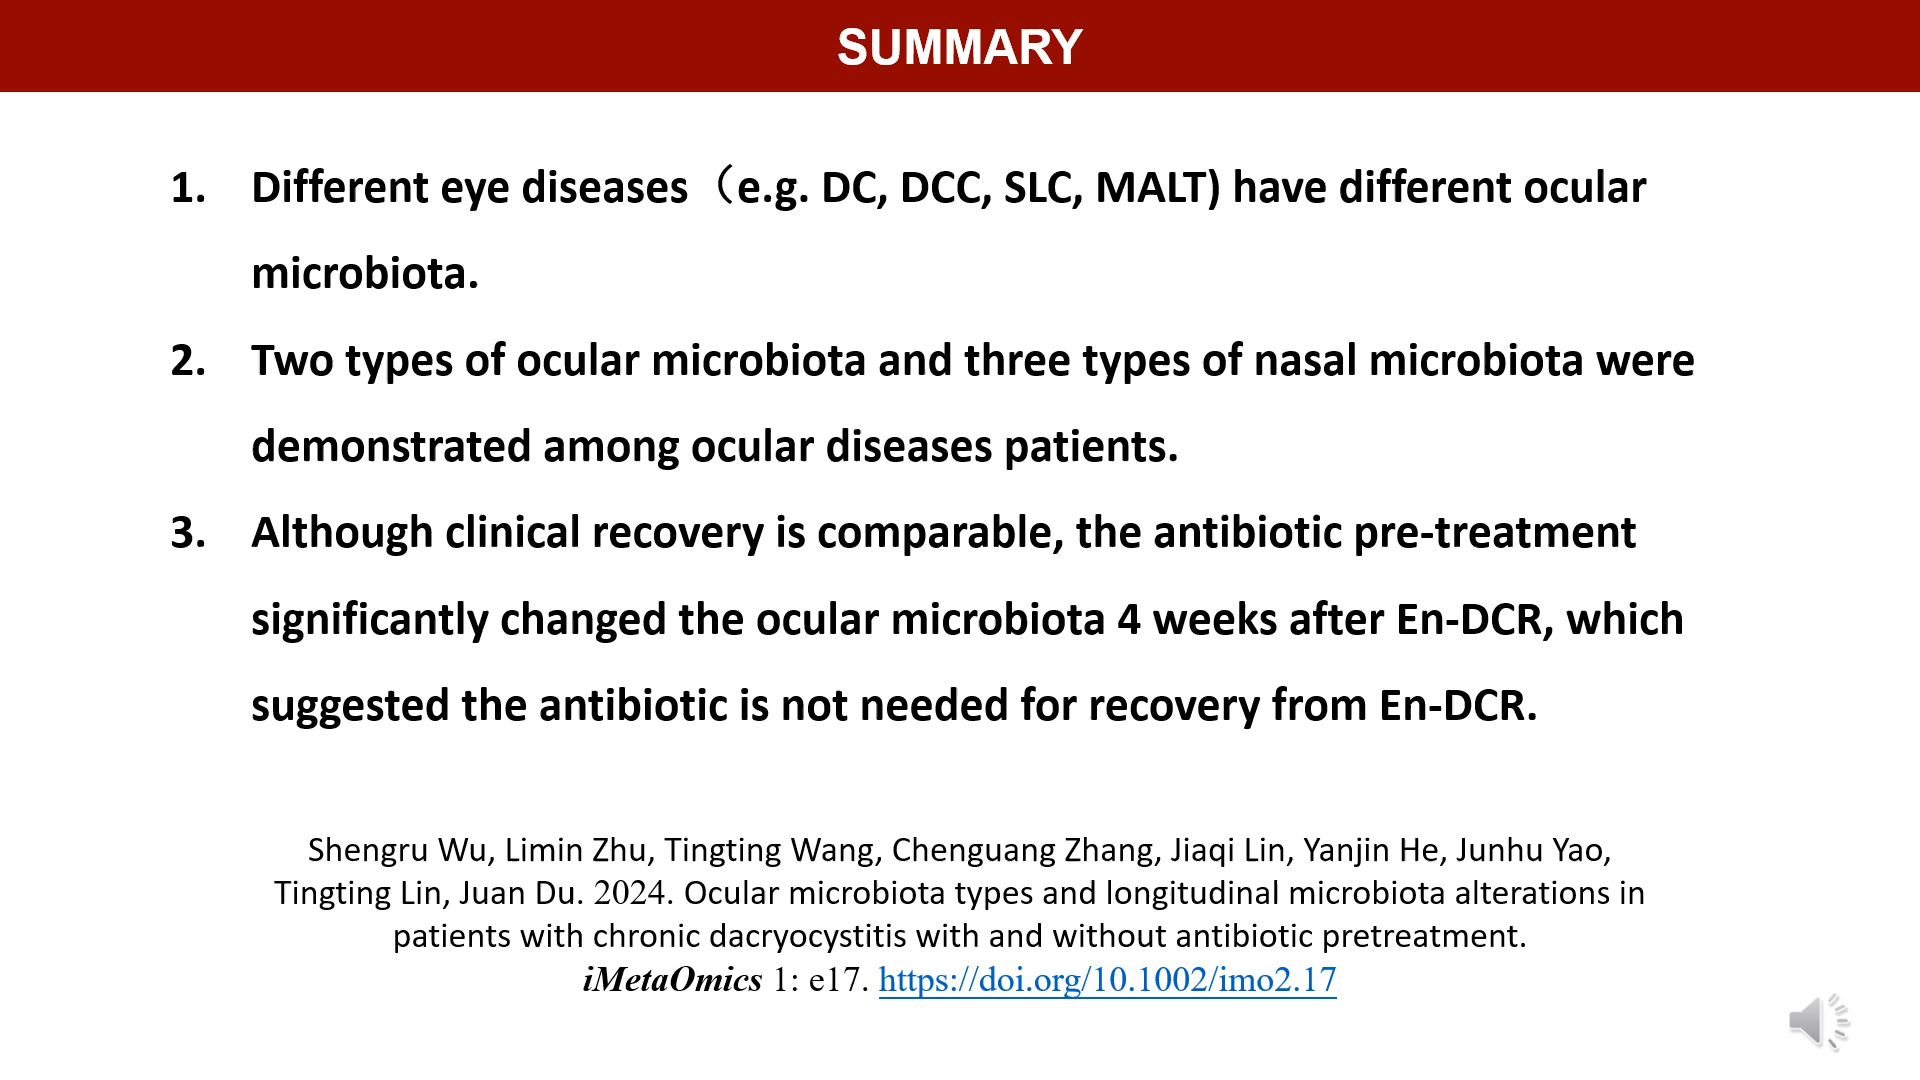 SUMMARY
1. Different eye diseases（e.g. DC, DCC, SLC, MALT) have different ocular
microbiota.
2. Two types of ocular microbiota and three types of nasal microbiota were
demonstrated among ocular diseases patients.
3. Although clinical recovery is comparable, the antibiotic pre-treatment
significantly changed the ocular microbiota 4 weeks after En-DCR, which
suggested the antibiotic is not needed for recovery from En-DCR.
Shengru Wu, Limin Zhu, Tingting Wang, Chenguang Zhang, Jiaqi Lin, Yanjin He, Junhu Yao,
Tingting Lin, Juan Du. 2024. Ocular microbiota types and longitudinal microbiota alterations in
patients with chronic dacryocystitis with and without antibiotic pretreatment.
iMetaOmics 1: e17. https://doi.org/10.1002/imo2.17